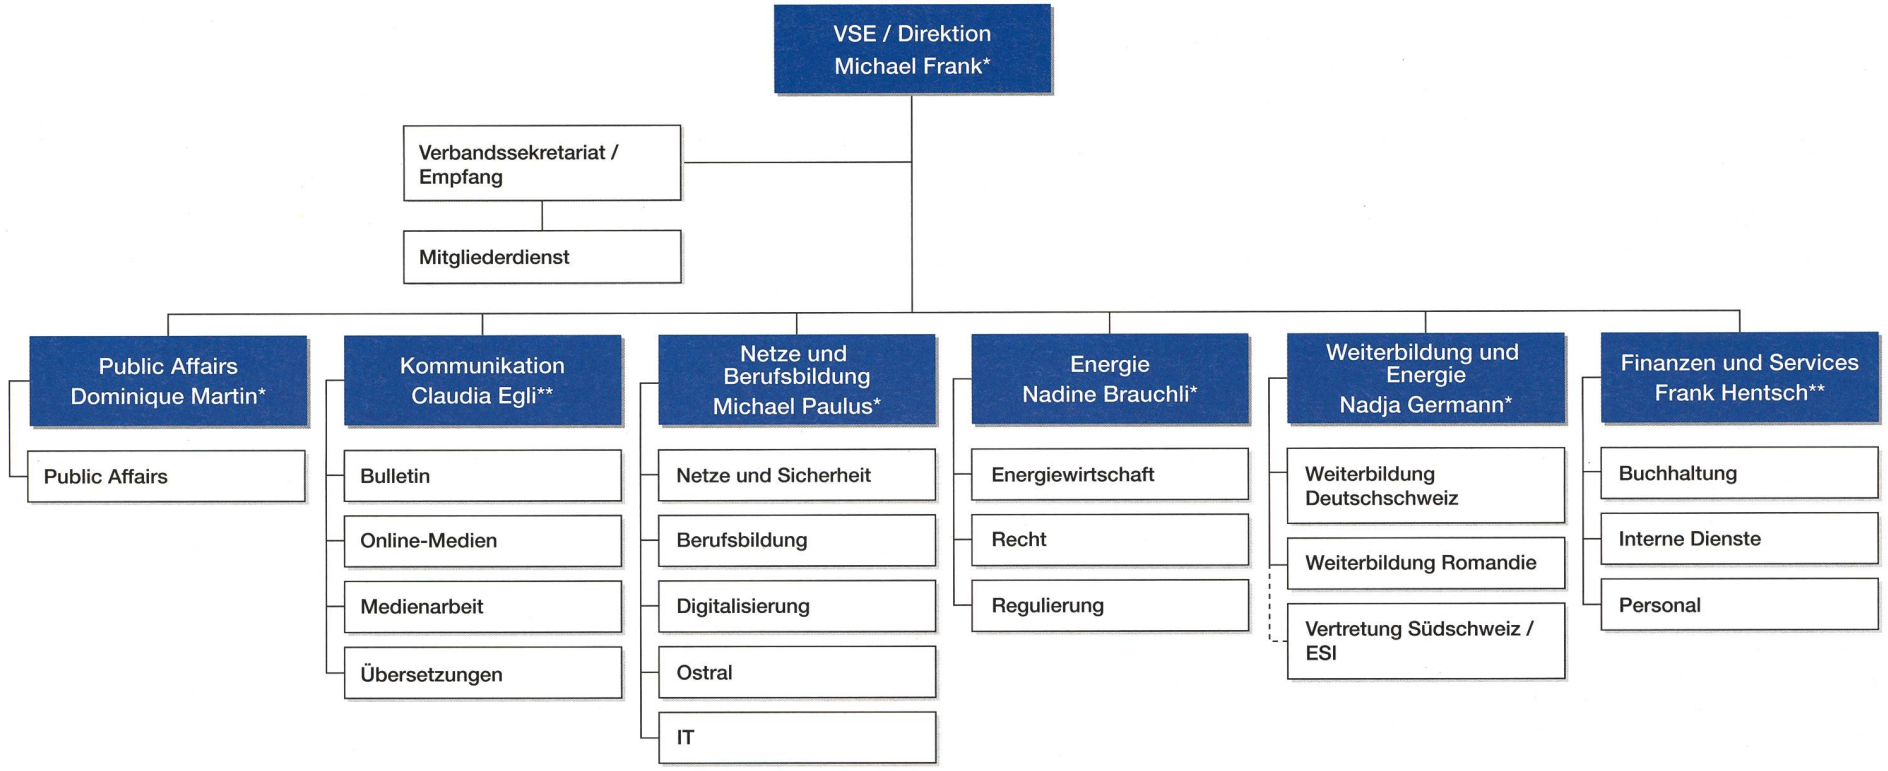 VSE / Direktion
Michael Frank*
Verbandssekretariat /
Empfang
Mitgliederdienst
Public Affairs
Dominique Martin*
Public Affairs
Kommunikation
Claudia Egli**
Bulletin
Online-Medien
Medienarbeit
Übersetzungen
Netze und
Berufsbildung
Michael Paulus*
Netze und Sicherheit
Berufsbildung
Digitalisierung
Ostral
IT
Energie
Nadine Brauchli*
Energiewirtschaft
Recht
Regulierung
Weiterbildung und
Energie
Nadja Germann*
Weiterbildung
Deutschschweiz
Weiterbildung Romandie
Vertretung Südschweiz /
ESI
Finanzen und Services
Frank Hentsch**
Buchhaltung
Interne Dienste
Personal